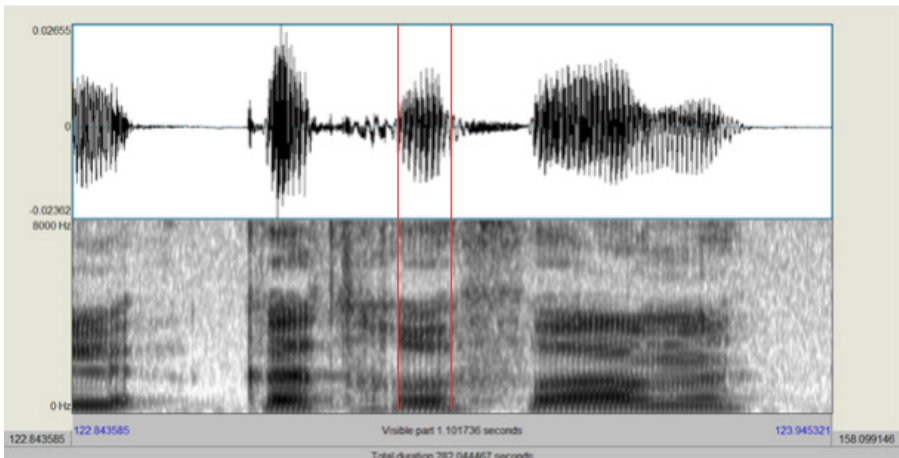 0.02655
0
-0.02362
8000 Hz
0 Hz
122.843585 Visible part 1.101736 seconds 123.945321
122.843585 158.099146
Total duration 282.044467 seconds